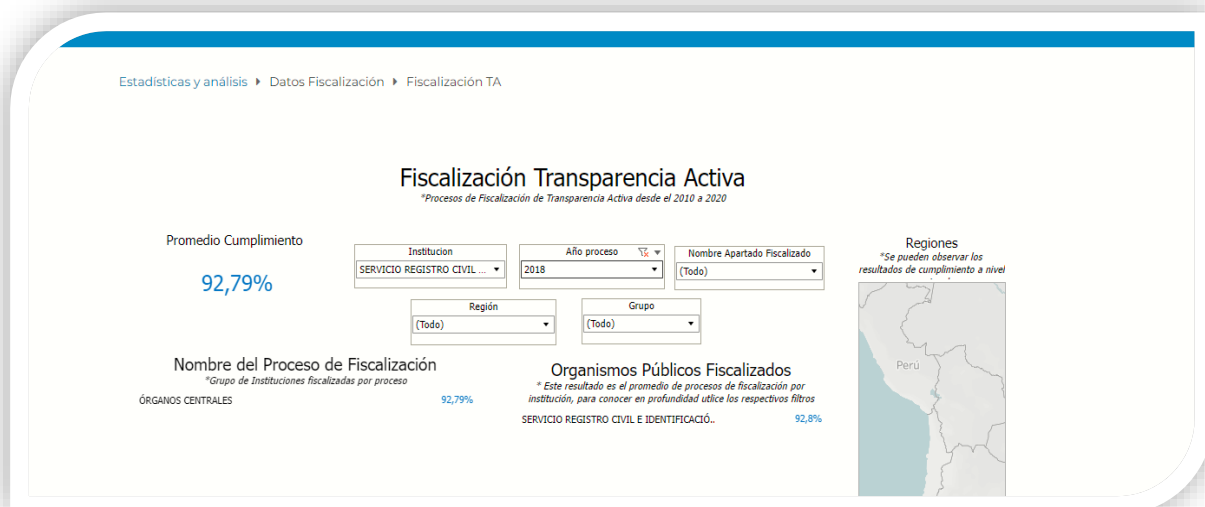 Estadísticas y análisis Datos Fiscalización Fiscalización TA
Fiscalización Transparencia Activa
*Procesos de Fiscalización de Transparencia Activa desde el 2010 a 2020
Promedio Cumplimiento
92,79%
Institucion
SERVICIO REGISTRO CIVIL ...
Año proceso
2018
Nombre Apartado Fiscalizado
(Todo)
Región
(Todo)
Grupo
(Todo)
Regiones
*Se pueden observar los
resultados de cumplimiento a nivel
Perú
Nombre del Proceso de Fiscalización
*Grupo de Instituciones fiscalizadas por proceso
ÓRGANOS CENTRALES 92,79%
Organismos Públicos Fiscalizados
* Este resultado es el promedio de procesos de fiscalización por
institución, para conocer en profundidad utlice los respectivos filtros
SERVICIO REGISTRO CIVIL E IDENTIFICACIÓ.. 92,8%